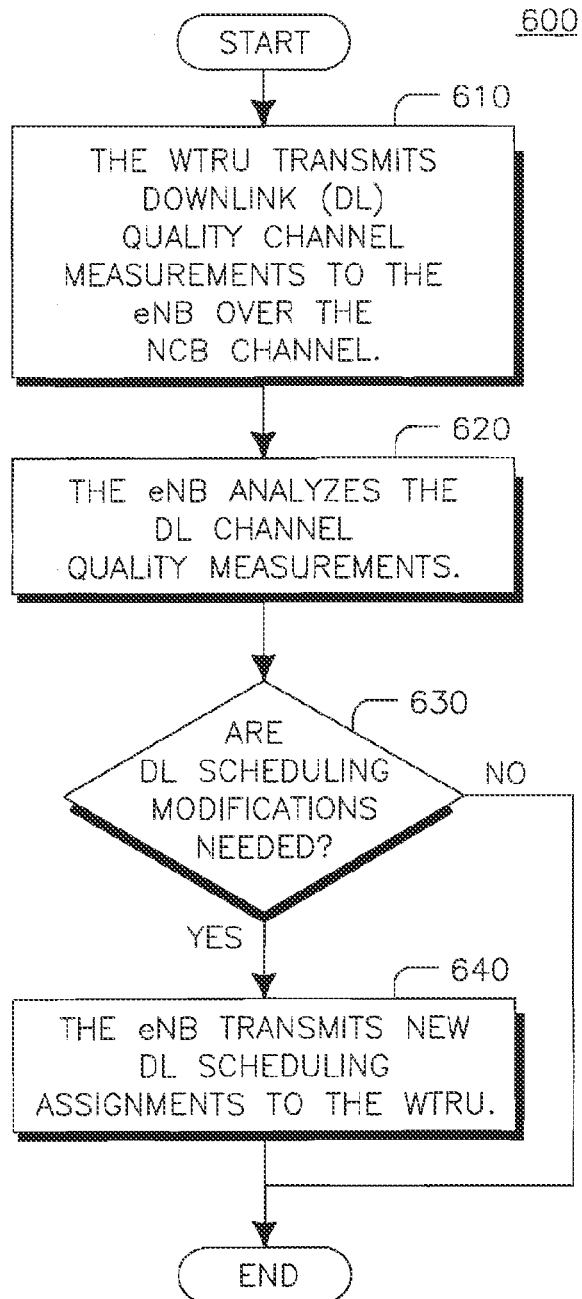 600
START
610
THE WTRU TRANSMITS
DOWNLINK (DL)
QUALITY CHANNEL
MEASUREMENTS TO THE
eNB OVER THE
NCB CHANNEL.
620
THE eNB ANALYZES THE
DL CHANNEL
QUALITY MEASUREMENTS.
630
ARE
DL SCHEDULING
MODIFICATIONS
NEEDED?
NO
YES
640
THE eNB TRANSMITS NEW
DL SCHEDULING
ASSIGNMENTS TO THE WTRU.
END